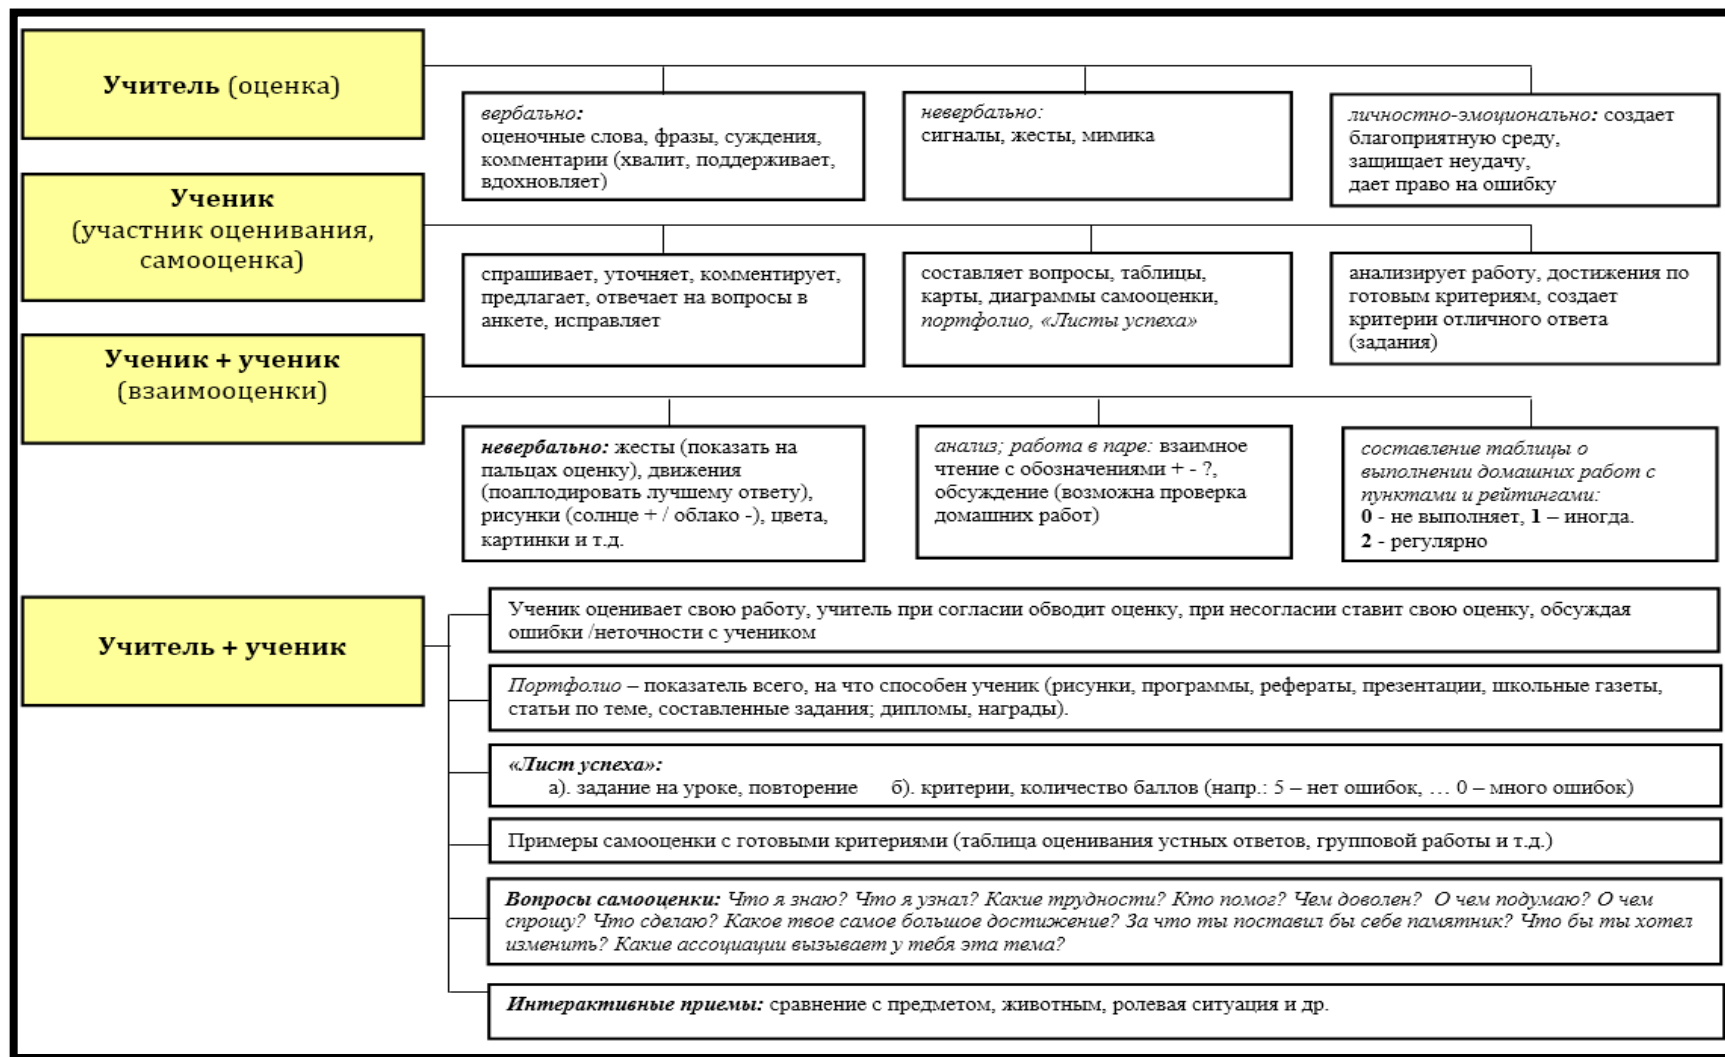 Учитель (оценка)
вербально:
оценочные слова, фразы, суждения,
комментарии (хвалит, поддерживает,
вдохновляет)
невербально:
сигналы, жесты, мимика
личностно-эмоционально: создает
благоприятную среду,
защищает неудачу,
дает право на ошибку
Ученик
(участник оценивания,
самооценка)
спрашивает, уточняет, комментирует,
предлагает, отвечает на вопросы в
анкете, исправляет
составляет вопросы, таблицы,
карты, диаграммы самооценки,
портфолио, «Листы успеха»
анализирует работу, достижения по
готовым критериям, создает
критерии отличного ответа
(задания)
Ученик + ученик
(взаимооценки)
невербально: жесты (показать на
пальцах оценку), движения
(поаплодировать лучшему ответу),
рисунки (солнце + / облако -), цвета,
картинки и т.д.
анализ; работа в паре: взаимное
чтение с обозначениями + - ?,
обсуждение (возможна проверка
домашних работ)
составление таблицы о
выполнении домашних работ с
пунктами и рейтингами:
0 - не выполняет, 1 – иногда.
2 - регулярно
Учитель + ученик
Ученик оценивает свою работу, учитель при согласии обводит оценку, при несогласии ставит свою оценку, обсуждая
ошибки /неточности с учеником
Портфолио – показатель всего, на что способен ученик (рисунки, программы, рефераты, презентации, школьные газеты,
статьи по теме, составленные задания; дипломы, награды).
«Лист успеха»:
а). задание на уроке, повторение б). критерии, количество баллов (напр.: 5 – нет ошибок, … 0 – много ошибок)
Примеры самооценки с готовыми критериями (таблица оценивания устных ответов, групповой работы и т.д.)
Вопросы самооценки: Что я знаю? Что я узнал? Какие трудности? Кто помог? Чем доволен? О чем подумаю? О чем
спрошу? Что сделаю? Какое твое самое большое достижение? За что ты поставил бы себе памятник? Что бы ты хотел
изменить? Какие ассоциации вызывает у тебя эта тема?
Интерактивные приемы: сравнение с предметом, животным, ролевая ситуация и др.